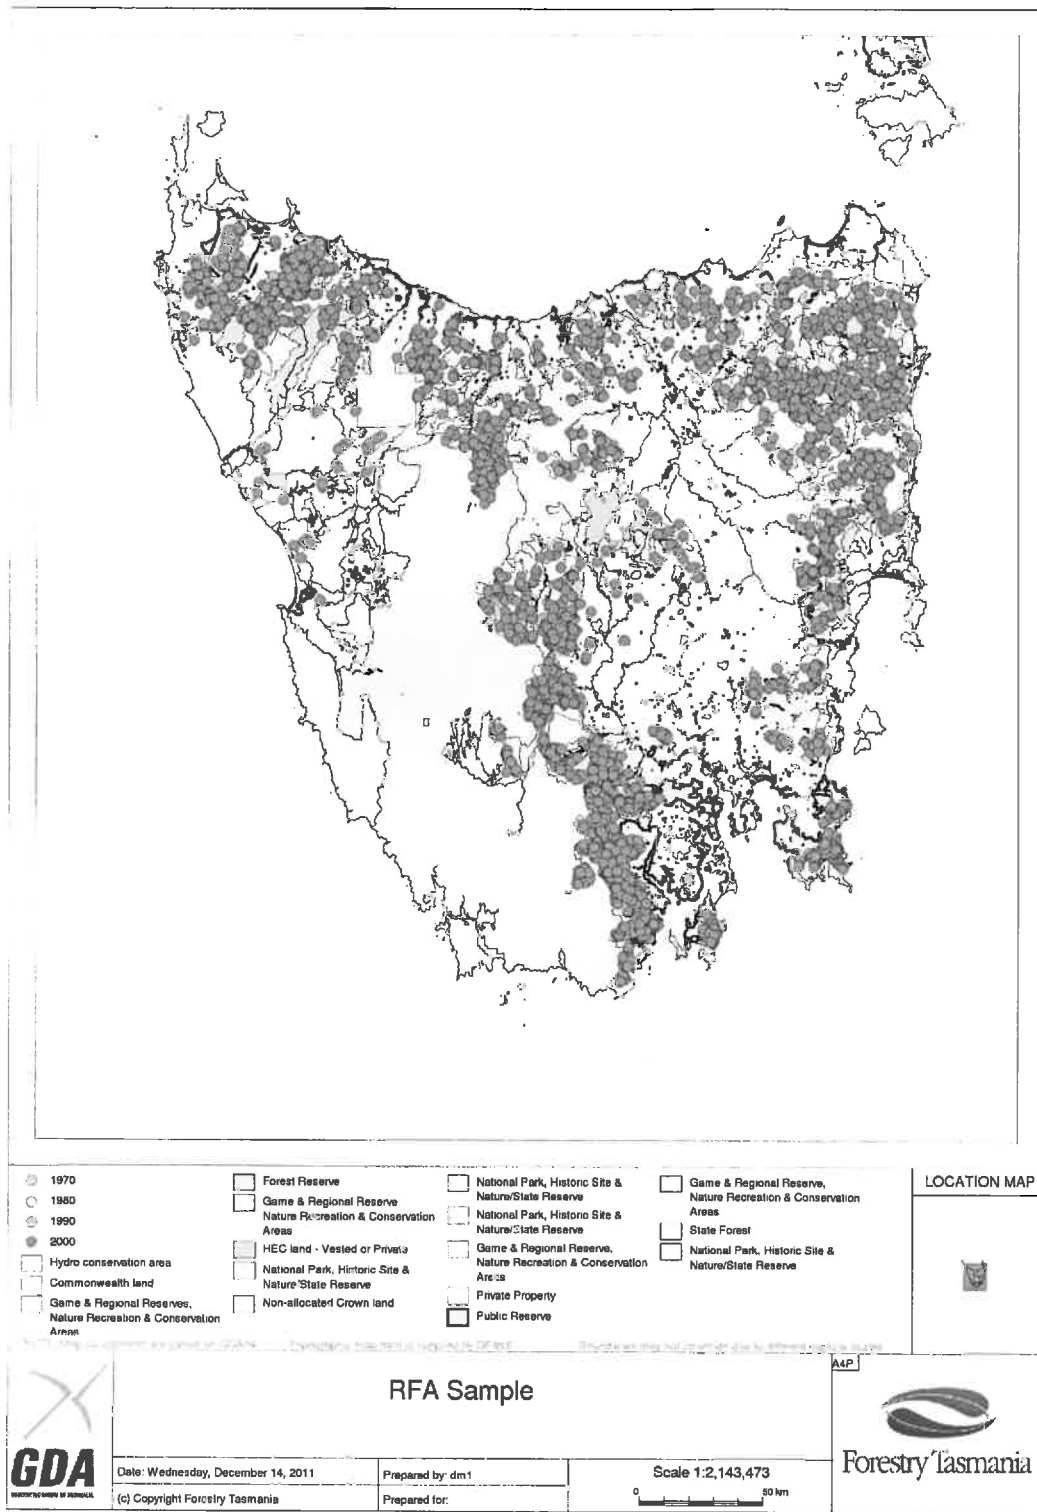 1970
1980
1990
2000
Hydro conservation area
Commonwealth land
Game & Regional Reserves,
Nature Recreation & Conservation
Areas
Forest Reserve
Game & Regional Reserve
Nature Recreation & Conservation
Areas
HEC land - Vested or Private
National Park, Historic Site &
Nature/State Reserve
Non-allocated Crown land
National Park, Historic Site &
Nature/State Reserve
National Park, Historic Site &
Nature/State Reserve
Game & Regional Reserve,
Nature Recreation & Conservation
Areas
Private Property
Public Reserve
Game & Regional Reserve,
Nature Recreation & Conservation
Areas
State Forest
National Park, Historic Site &
Nature/State Reserve
LOCATION MAP
GDA
RFA Sample
Date: Wednesday, December 14, 2011
Prepared by: dm1
(c) Copyright Forestry Tasmania
Prepared for:
Scale 1:2,143,473
0 50 km
A4P
Forestry Tasmania